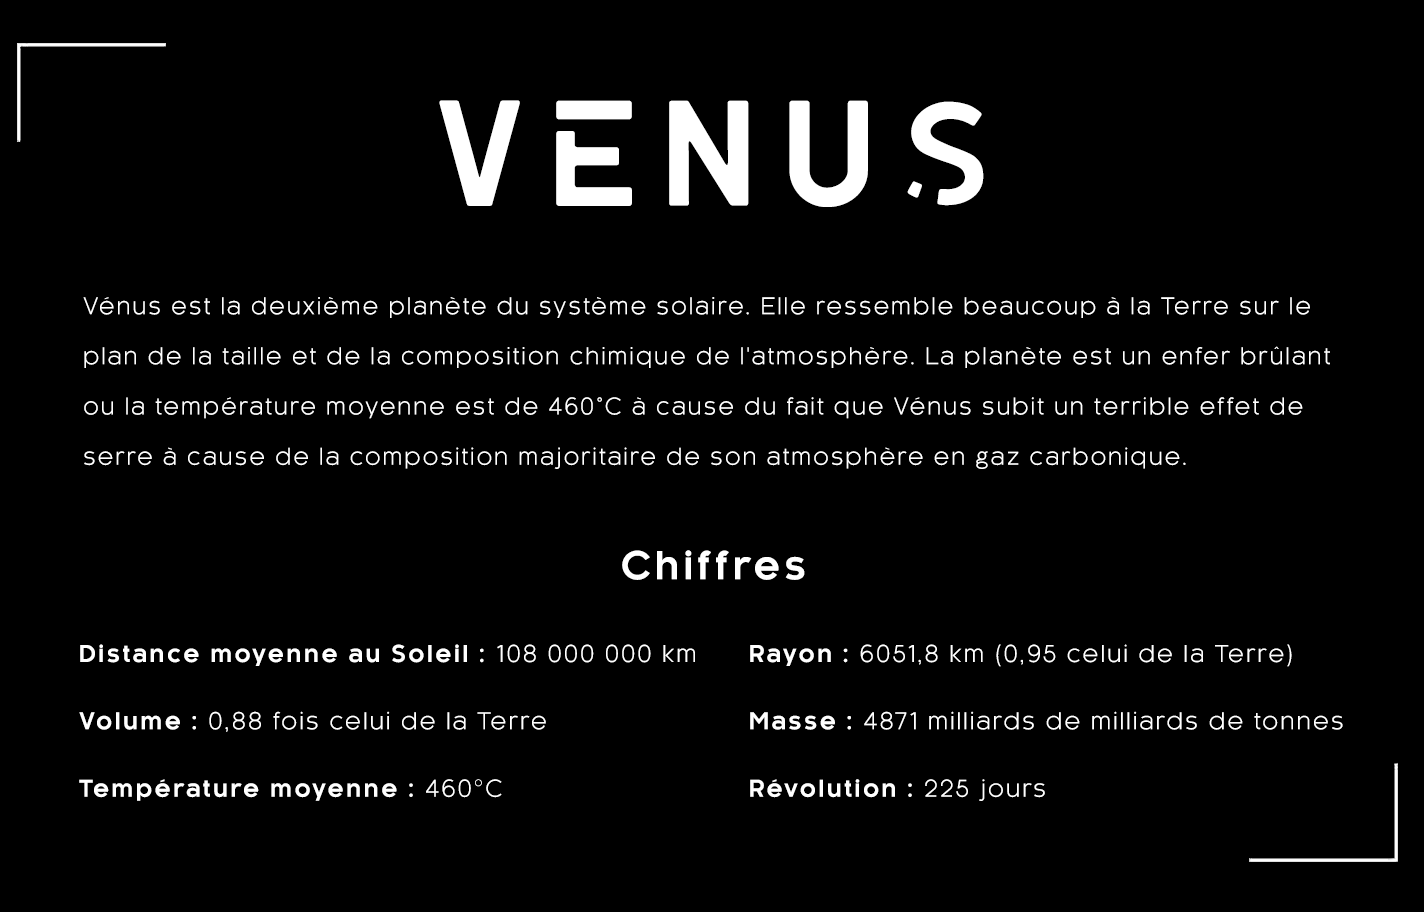 VENUS
Vénus est la deuxième planète du système solaire. Elle ressemble beaucoup à la Terre sur le
plan de la taille et de la composition chimique de l'atmosphère. La planète est un enfer brûlant
ou la température moyenne est de 460°C à cause du fait que Vénus subit un terrible effet de
serre à cause de la composition majoritaire de son atmosphère en gaz carbonique.
Chiffres
Distance moyenne au Soleil : 108 000 000 km
Rayon : 6051,8 km (0,95 celui de la Terre)
Volume : 0,88 fois celui de la Terre
Masse : 4871 milliards de milliards de tonnes
Température moyenne : 460°C
Révolution : 225 jours